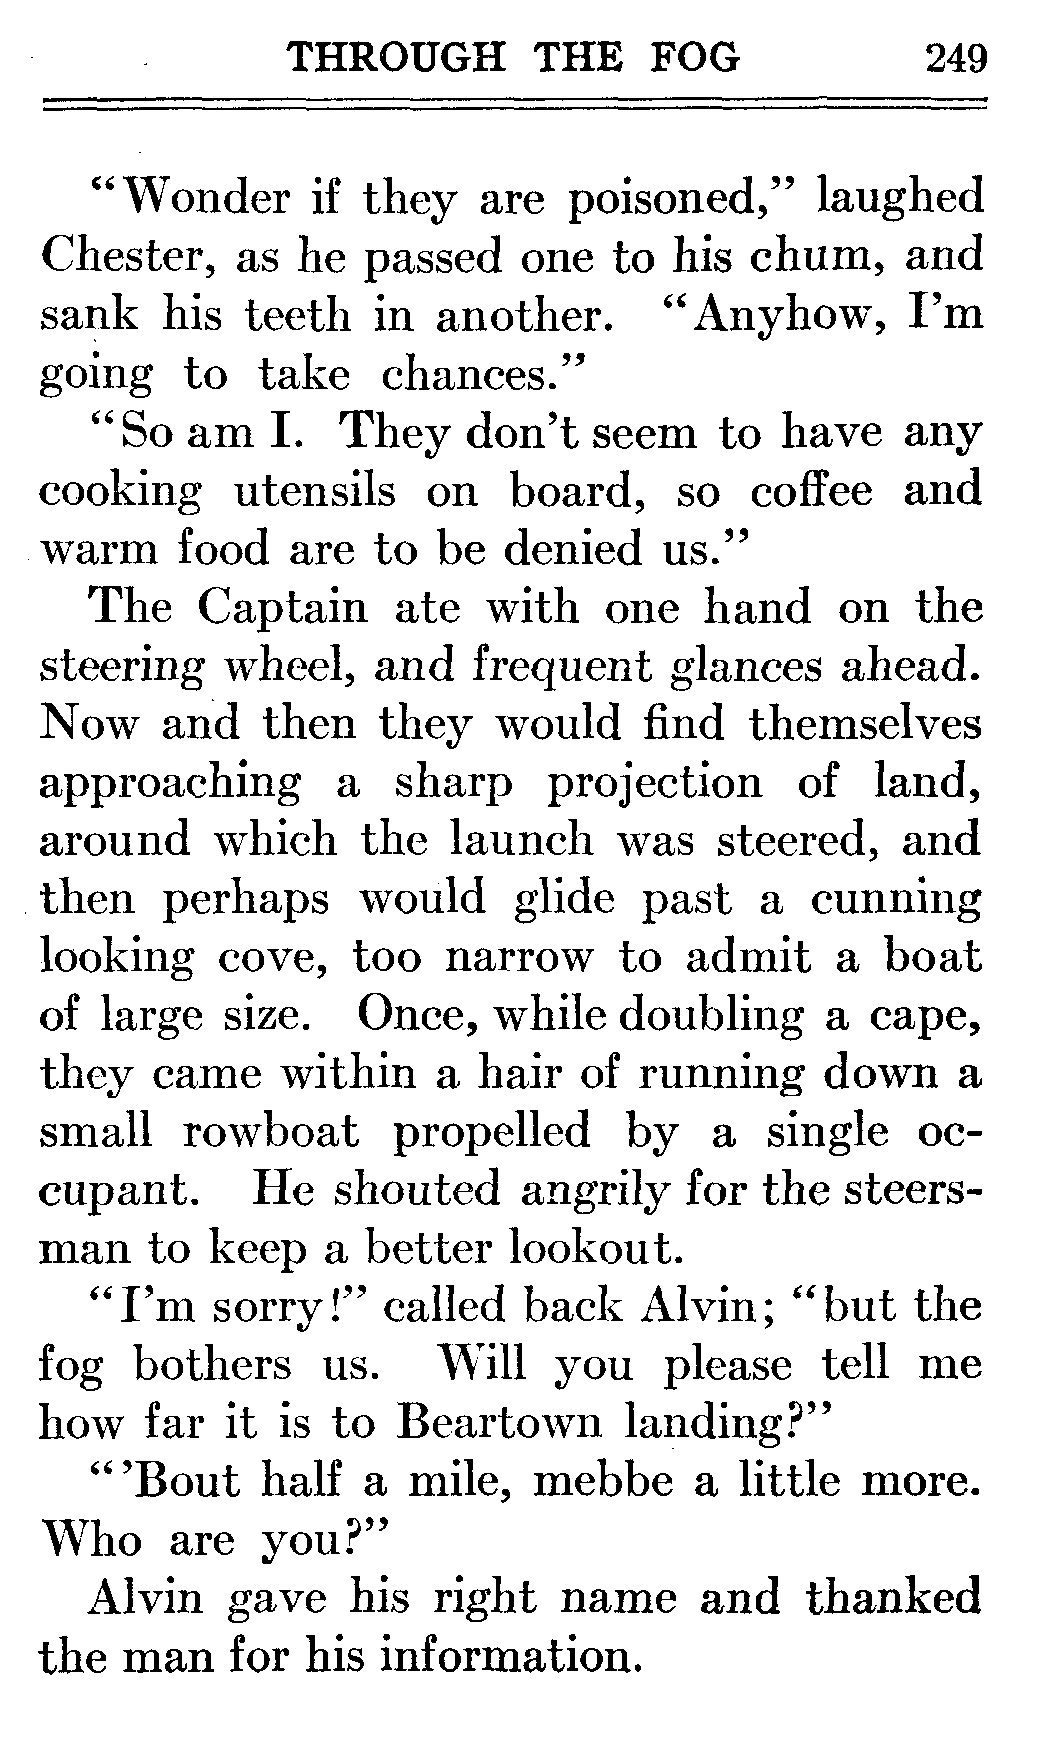 THROUGH THE FOG 249
"Wonder if they are poisoned," laughed
Chester, as he passed one to his chum, and
sank his teeth in another. "Anyhow, I'm
going to take chances."
"So am I. They don't seem to have any
cooking utensils on board, so coffee and
warm food are to be denied us."
The Captain ate with one hand on the
steering wheel, and frequent glances ahead.
Now and then they would find themselves
approaching a sharp projection of land,
around which the launch was steered, and
then perhaps would glide past a cunning
looking cove, too narrow to admit a boat
of large size. Once, while doubling a cape,
they came within a hair of running down a
small rowboat propelled by a single oc-
cupant. He shouted angrily for the steers-
man to keep a better lookout.
"I'm sorry!" called back Alvin; "but the
fog bothers us. Will you please tell me
how far it is to Beartown landing?"
"'Bout half a mile, mebbe a little more.
Who are you?"
Alvin gave his right name and thanked
the man for his information.